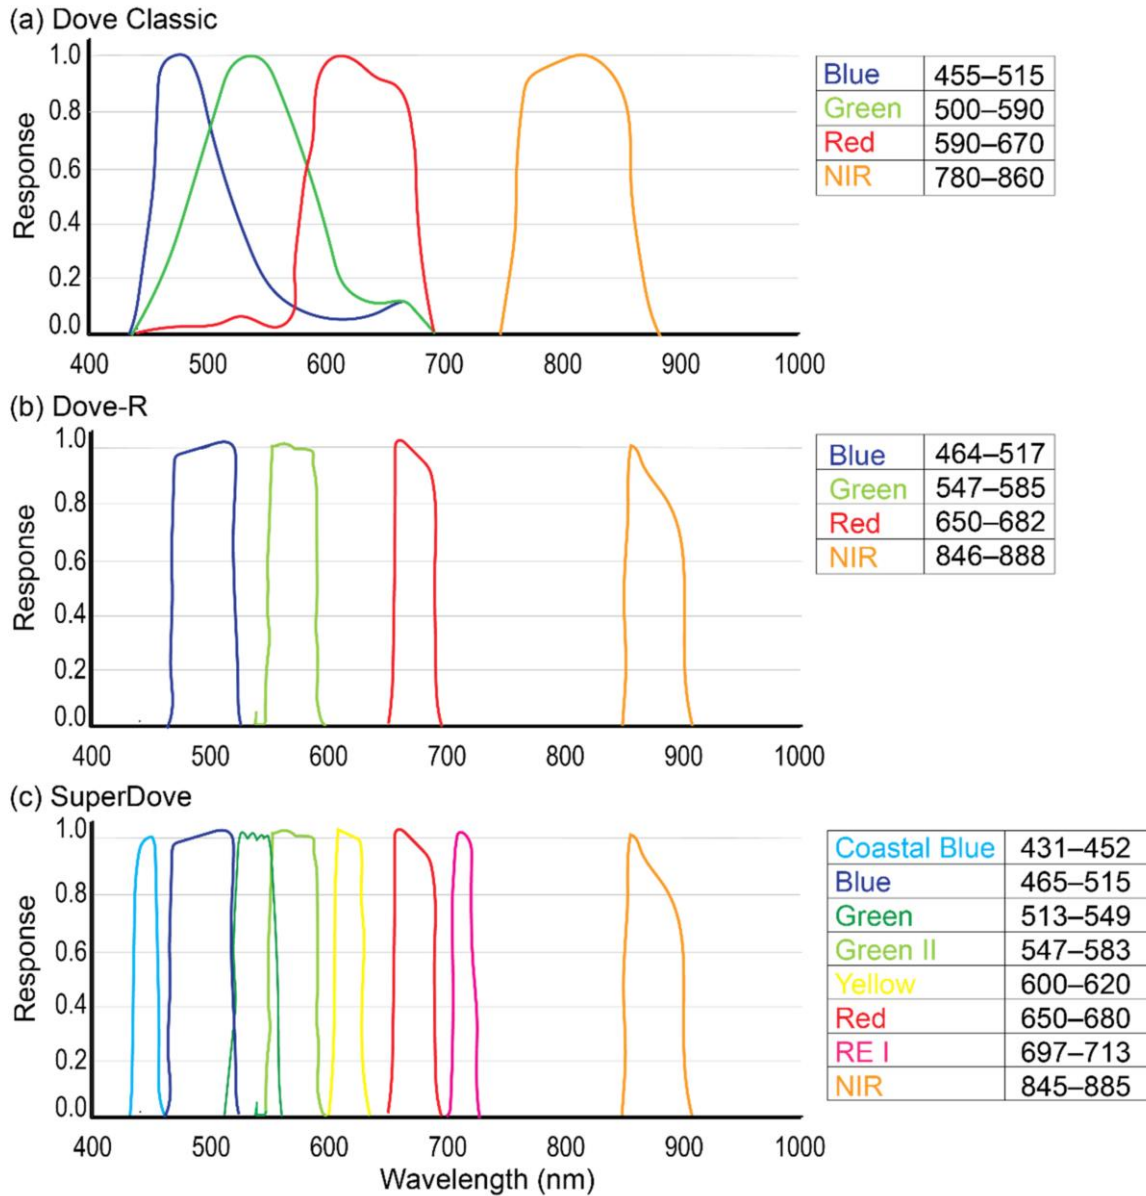 (a) Dove Classic
Response
1.0
0.8
0.6
0.4
0.2
0.0
400 500 600 700 800 900 1000
Blue 455–515
Green 500–590
Red 590–670
NIR 780–860
(b) Dove-R
Response
1.0
0.8
0.6
0.4
0.2
0.0
400 500 600 700 800 900 1000
Blue 464–517
Green 547–585
Red 650–682
NIR 846–888
(c) SuperDove
Response
1.0
0.8
0.6
0.4
0.2
0.0
400 500 600 700 800 900 1000
Wavelength (nm)
Coastal Blue 431–452
Blue 465–515
Green 513–549
Green II 547–583
Yellow 600–620
Red 650–680
RE I 697–713
NIR 845–885